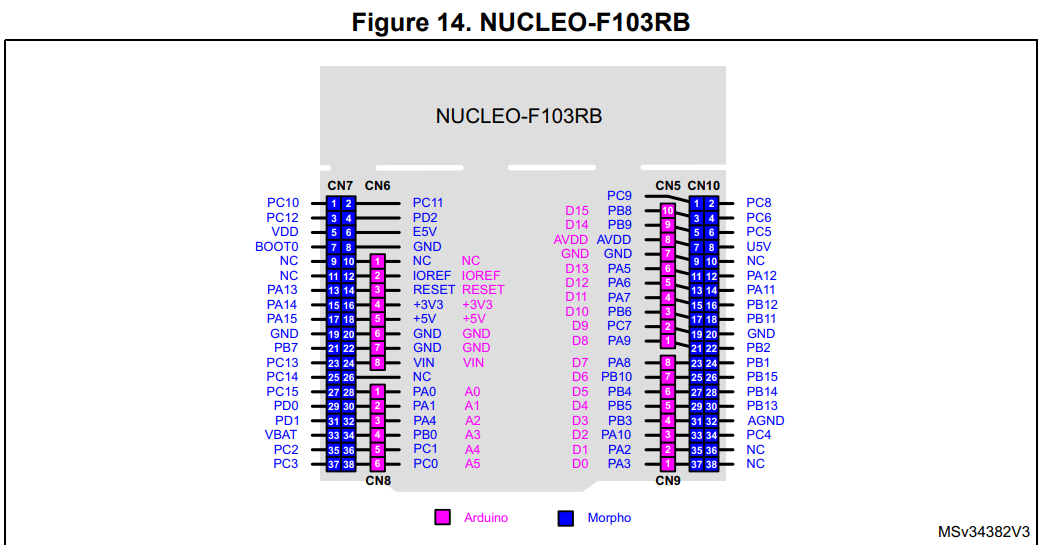 Figure 14. NUCLEO-F103RB
NUCLEO-F103RB
CN7 CN6 CN5 CN10
PC9
PC10 1 2 PC11 D15 PB8 10 1 2 PC8
PC12 3 4 PD2 D14 PB9 9 3 4 PC6
VDD 5 6 E5V AVDD AVDD 8 5 6 PC5
BOOT0 7 8 GND GND GND 7 7 8 U5V
NC 9 10 1 NC NC D13 PA5 6 9 10 NC
NC 11 12 2 IOREF IOREF D12 PA6 5 11 12 PA12
PA13 13 14 3 RESET RESET D11 PA7 4 13 14 PA11
PA14 15 16 4 +3V3 +3V3 D10 PB6 3 15 16 PB12
PA15 17 18 5 +5V +5V D9 PC7 2 17 18 PB11
GND 19 20 6 GND GND D8 PA9 1 19 20 GND
PB7 21 22 7 GND GND 21 22 PB2
PC13 23 24 8 VIN VIN D7 PA8 8 23 24 PB1
PC14 25 26 NC D6 PB10 7 25 26 PB15
PC15 27 28 1 PA0 A0 D5 PB4 6 27 28 PB14
PD0 29 30 2 PA1 A1 D4 PB5 5 29 30 PB13
PD1 31 32 3 PA4 A2 D3 PB3 4 31 32 AGND
VBAT 33 34 4 PB0 A3 D2 PA10 3 33 34 PC4
PC2 35 36 5 PC1 A4 D1 PA2 2 35 36 NC
PC3 37 38 6 PC0 A5 D0 PA3 1 37 38 NC
CN8 CN9
Arduino Morpho
MSv34382V3